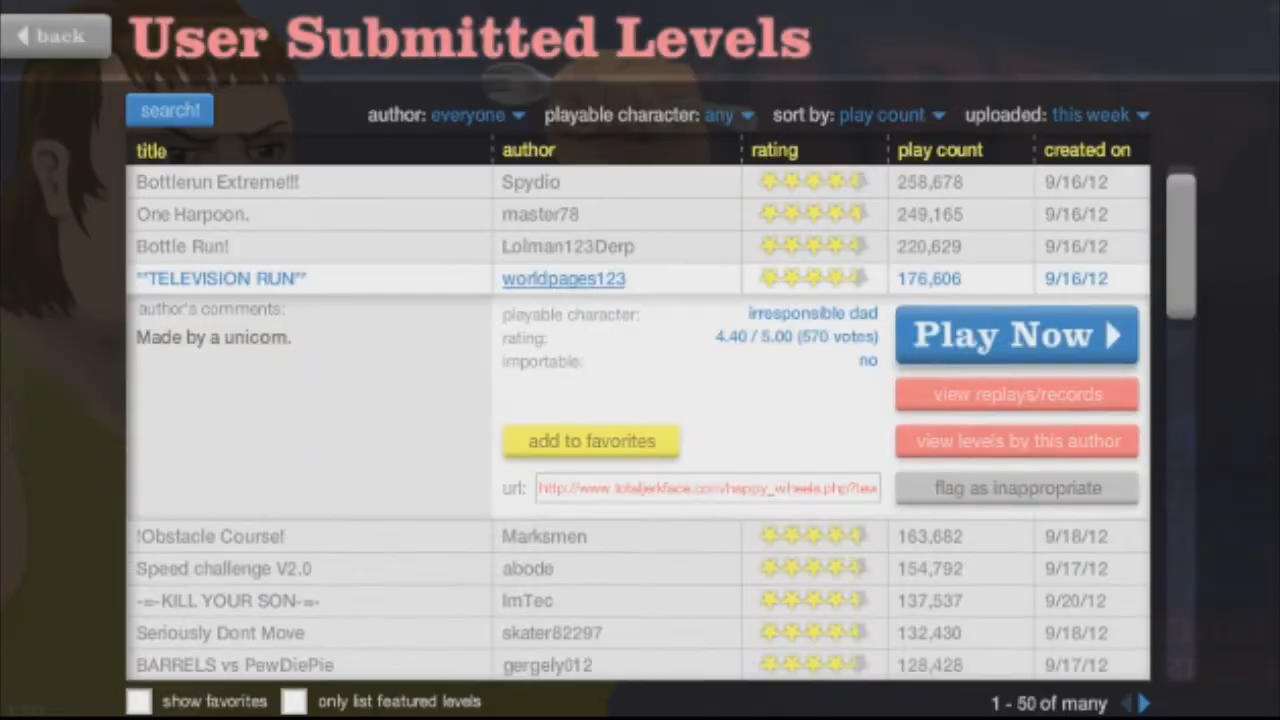 back
User Submitted Levels
search!
author: everyone playable character: any sort by: play count uploaded: this week
title author rating play count created on
Bottlerun Extreme!!! Spydio 258,678 9/16/12
One Harpoon. master78 249,165 9/16/12
Bottle Run! Lolman123Derp 220,629 9/16/12
"TELEVISION RUN" worldpages123 176,606 9/16/12
author's comments:
Made by a unicorn.
playable character: irresponsible dad
rating: 4.40 / 5.00 (570 votes)
importable: no
Play Now
view replays/records
add to favorites
view levels by this author
url: http://www.totaljerkface.com/happy_wheels.php?
flag as inappropriate
!Obstacle Course! Marksmen 163,682 9/18/12
Speed challenge V2.0 abode 154,792 9/17/12
-=-KILL YOUR SON-=- ImTec 137,537 9/20/12
Seriously Dont Move skater82297 132,430 9/18/12
BARRELS vs PewDiePie gergely012 128,428 9/17/12
show favorites only list featured levels 1 - 50 of many